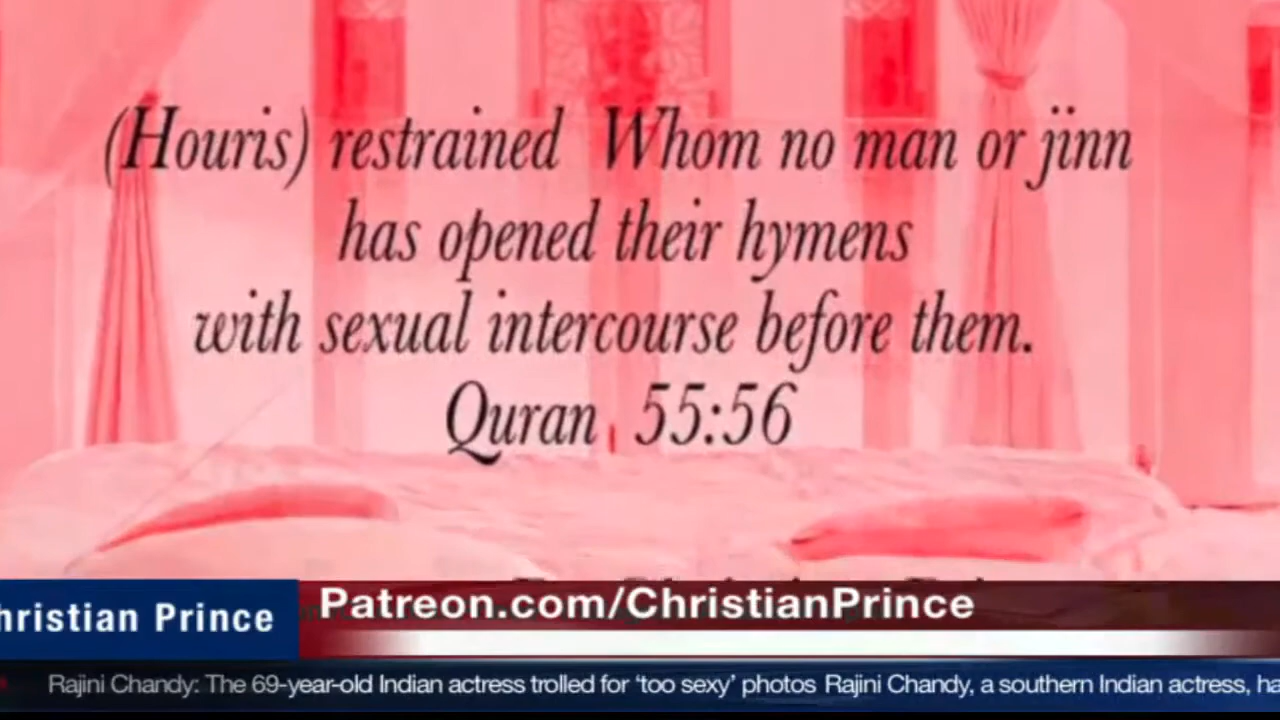 (Houris) restrained Whom no man or jinn
has opened their hymens
with sexual intercourse before them.
Quran 55:56
hristian Prince
Patreon.com/ChristianPrince
Rajini Chandy: The 69-year-old Indian actress trolled for 'too sexy' photos Rajini Chandy, a southern Indian actress, ha